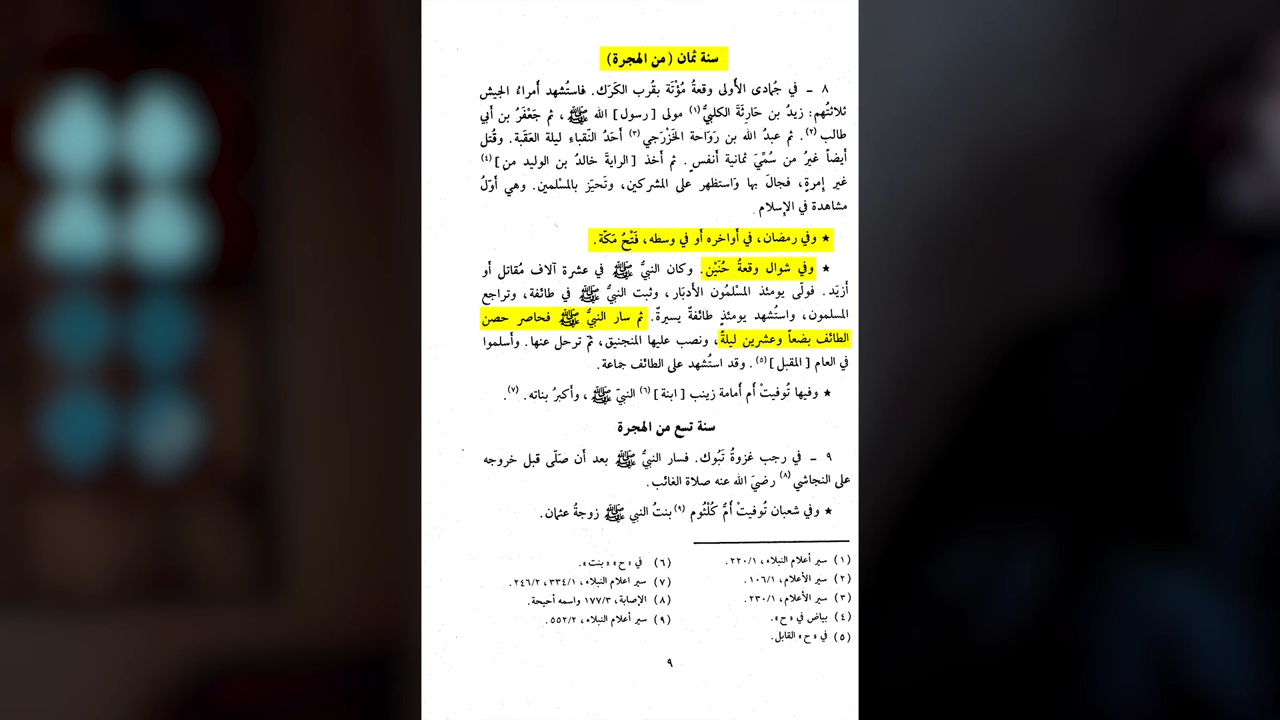 سنة ثمان (من الهجرة)
٨ ـ في جُمادى الأولى وقعةُ مُؤْتَة بقُرب الكَرَك. فاستُشهد أُمراءُ الجيش
ثلاثتُهم: زيدُ بن حَارِثَةَ الكلبيُّ (١) مولى [ رسول ] الله ﷺ، ثم جَعْفَرُ بن أبي
طالب (٢). ثم عبدُ الله بن رَوَاحة الخَزْرَجي (٣) أَحَدُ النّقباءِ ليلة العَقَبة. وقُتل
أيضاً غيرُ من سُمِّيَ ثمانية أنفسٍ. ثم أخذ [ الرايةَ خالدُ بن الوليد من ] (٤)
غير إمرةٍ، فجالَ بها وَاستظهر على المشركين، وتَحيّز بالمسْلمين. وهي أوّلُ
مشاهدة في الإسلام.
★ وفي رمضان، في أواخره أو في وسطه، فَتْحُ مَكّة.
★ وفي شوال وقعةُ حُنَيْن. وكان النبيُّ ﷺ في عشرة آلاف مُقاتل أو
أزيَد. فولّى يومئذ المسْلمُون الأدبَار، وثبت النبيُّ ﷺ في طائفة، وتراجع
المسلمون، واستُشهد يومئذٍ طائفةٌ يسيرةٌ. ثم سار النبيُّ ﷺ فحاصر حصن
الطائف بضعاً وعشرين ليلةً، ونصب عليها المنجنيق، ثمّ ترحل عنها. وأسلموا
في العام [ المقبل ] (٥). وقد استُشهد على الطائف جماعة.
★ وفيها تُوفيتْ أم أمامة زينب [ ابنة ] (٦) النبيّ ﷺ، وأكبرُ بناته. (٧).
سنة تسع من الهجرة
٩ ـ في رجب غزوةُ تَبُوك. فسار النبيُّ ﷺ بعد أن صَلّى قبل خروجه
على النجاشي (٨) رضيَ الله عنه صلاة الغائب.
★ وفي شعبان تُوفيتْ أمُّ كُلْثُوم (٩) بنتُ النبي ﷺ زوجةُ عثمان.
(١) سير أعلام النبلاء، ٢٢٠/١.
(٢) سير الأعلام، ١٠٦/١.
(٣) سير الأعلام، ٢٣٠/١.
(٤) بياض في «ح».
(٥) في «ح» القابل.
(٦) في «ح» «بنت».
(٧) سير اعلام النبلاء، ٣٣٤/١، ٢٤٦/٢.
(٨) الإصابة، ١٧٧/٣ واسمه أحيحة.
(٩) سير أعلام النبلاء، ٥٥٢/٢.
٩